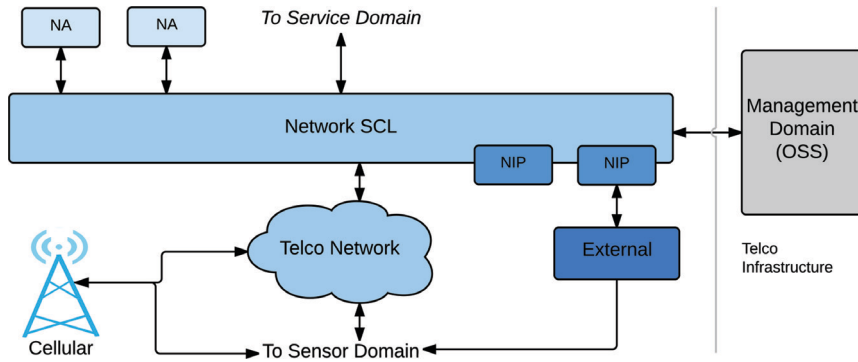 NA
NA
To Service Domain
Network SCL
Management
Domain
(OSS)
NIP
NIP
Telco Network
External
Telco
Infrastructure
Cellular
To Sensor Domain